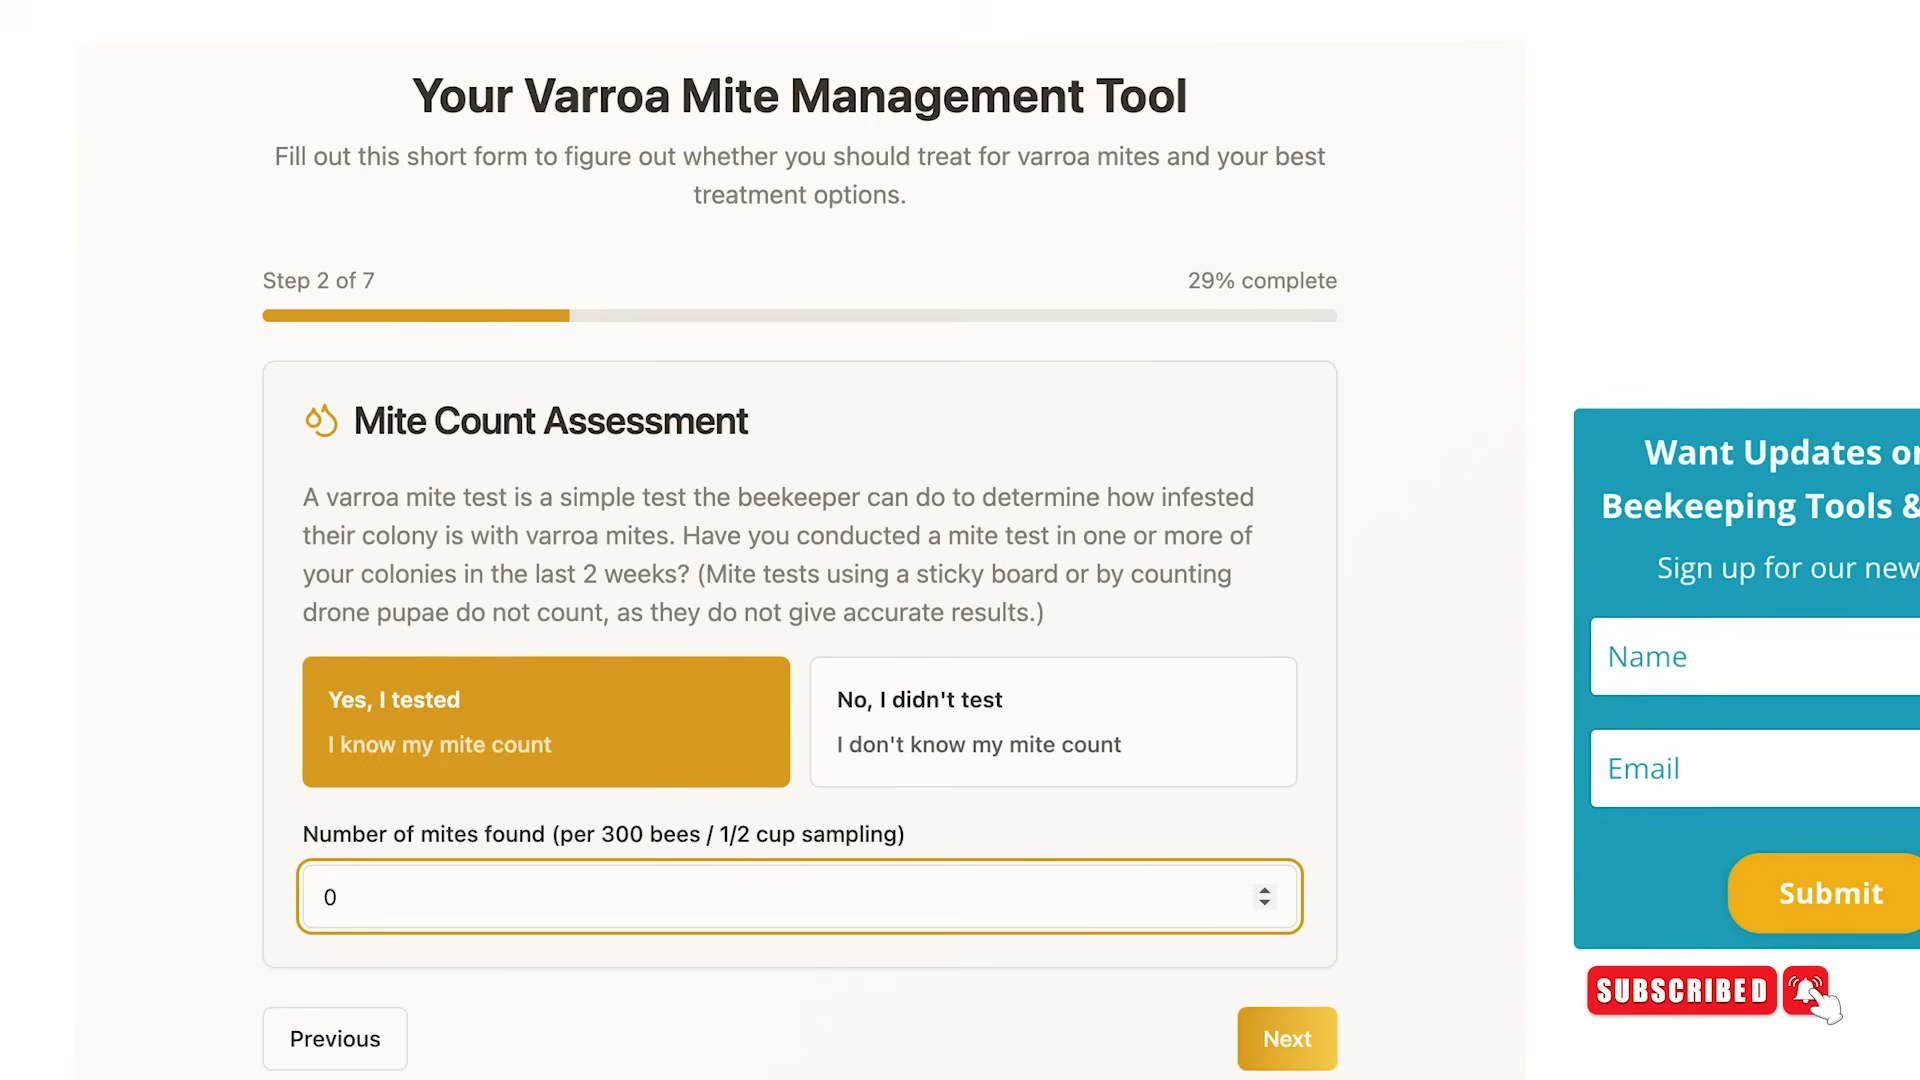 Your Varroa Mite Management Tool
Fill out this short form to figure out whether you should treat for varroa mites and your best
treatment options.
Step 2 of 7
29% complete
Mite Count Assessment
A varroa mite test is a simple test the beekeeper can do to determine how infested
their colony is with varroa mites. Have you conducted a mite test in one or more of
your colonies in the last 2 weeks? (Mite tests using a sticky board or by counting
drone pupae do not count, as they do not give accurate results.)
Yes, I tested
I know my mite count
No, I didn't test
I don't know my mite count
Number of mites found (per 300 bees / 1/2 cup sampling)
0
Previous
Next
Want Updates
Beekeeping Tools &
Sign up for our
Name
Email
Submit
SUBSCRIBED